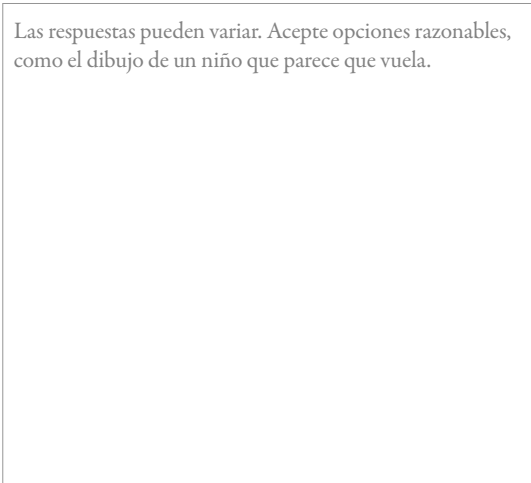 Las respuestas pueden variar. Acepte opciones razonables,
como el dibujo de un niño que parece que vuela.